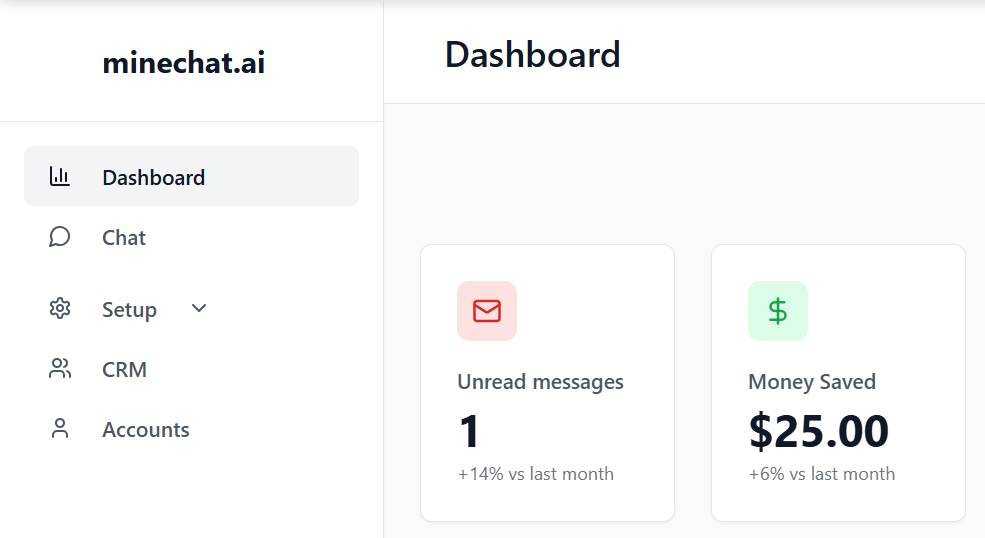 minechat.ai
Dashboard
Dashboard
Chat
Setup
CRM
Accounts
Unread messages
1
+14% vs last month
Money Saved
$25.00
+6% vs last month